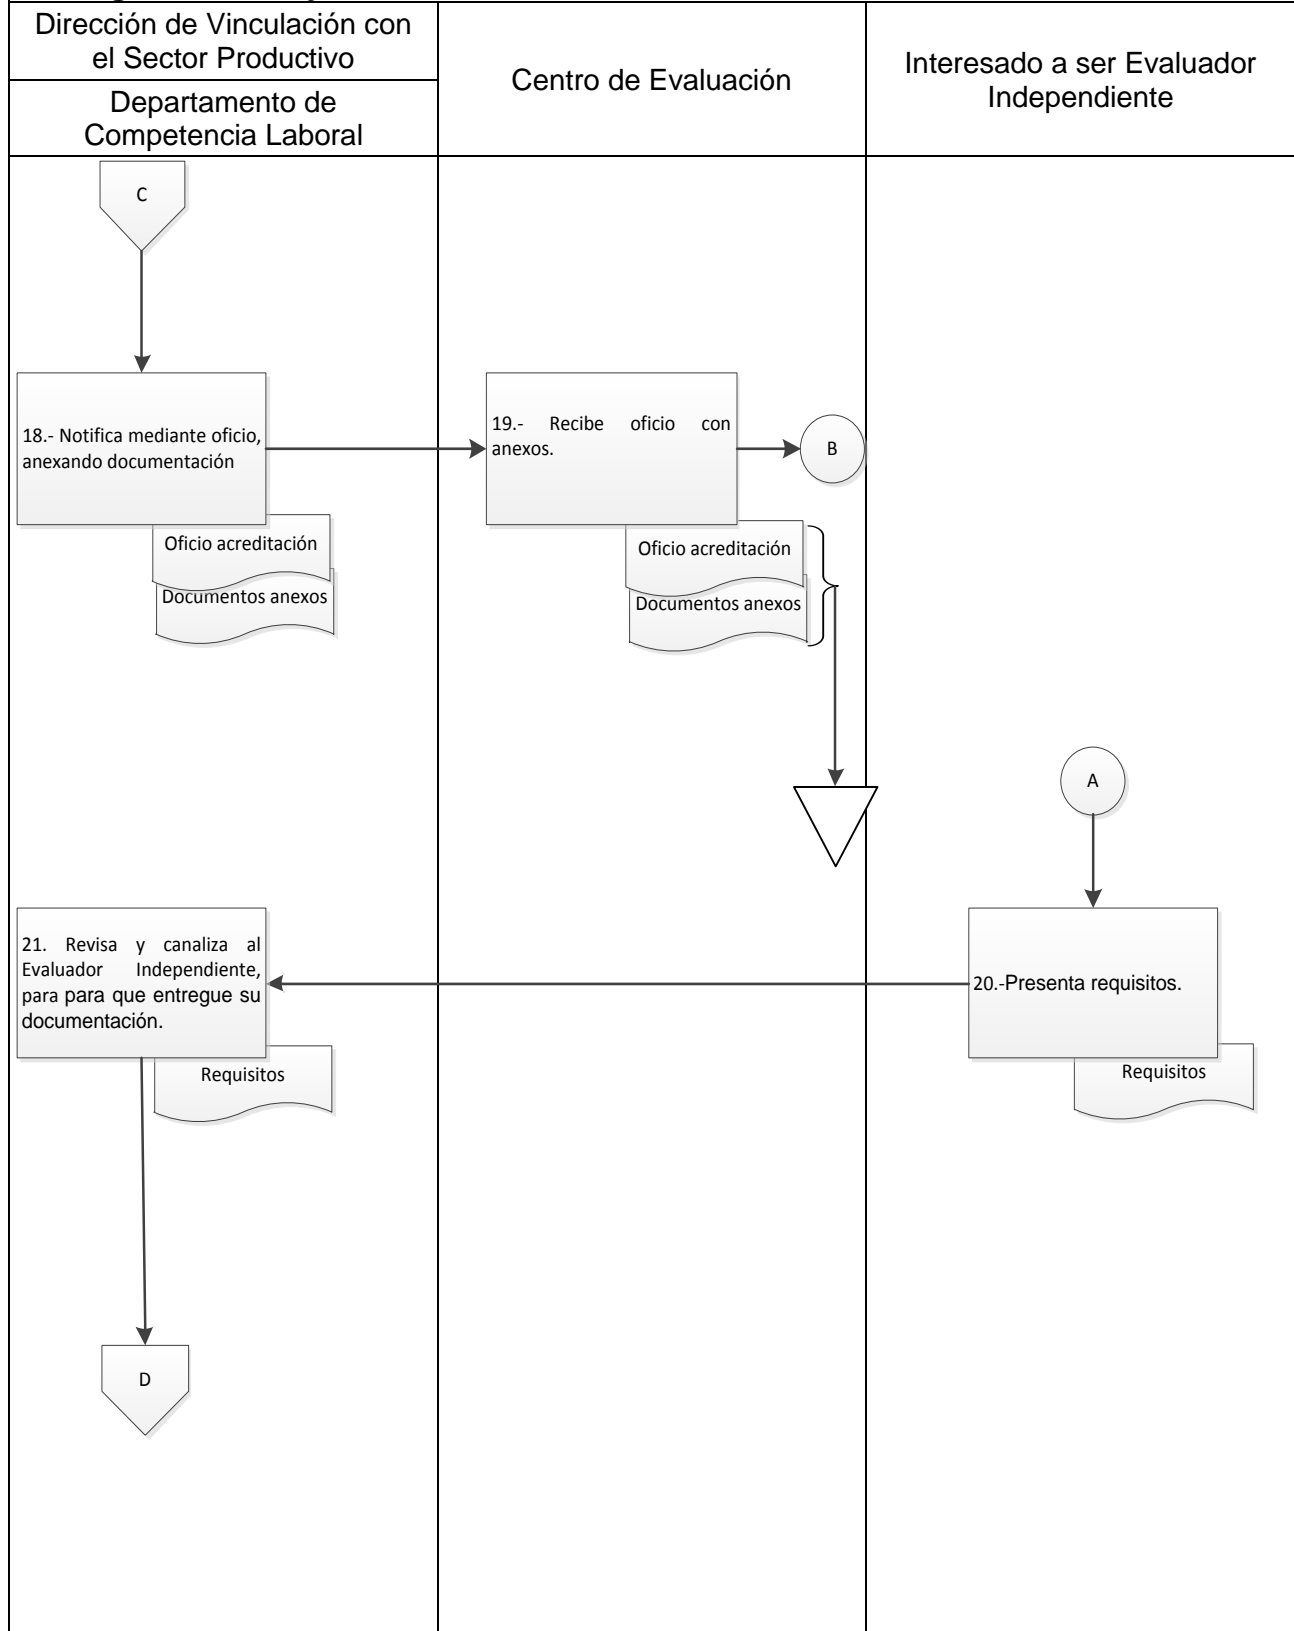 Dirección de Vinculación con
el Sector Productivo
Departamento de
Competencia Laboral
Centro de Evaluación
Interesado a ser Evaluador
Independiente
C
18.- Notifica mediante oficio,
anexando documentación
Oficio acreditación
Documentos anexos
19.- Recibe oficio con
anexos.
B
Oficio acreditación
Documentos anexos
A
20.-Presenta requisitos.
Requisitos
21. Revisa y canaliza al
Evaluador Independiente,
para para que entregue su
documentación.
Requisitos
D